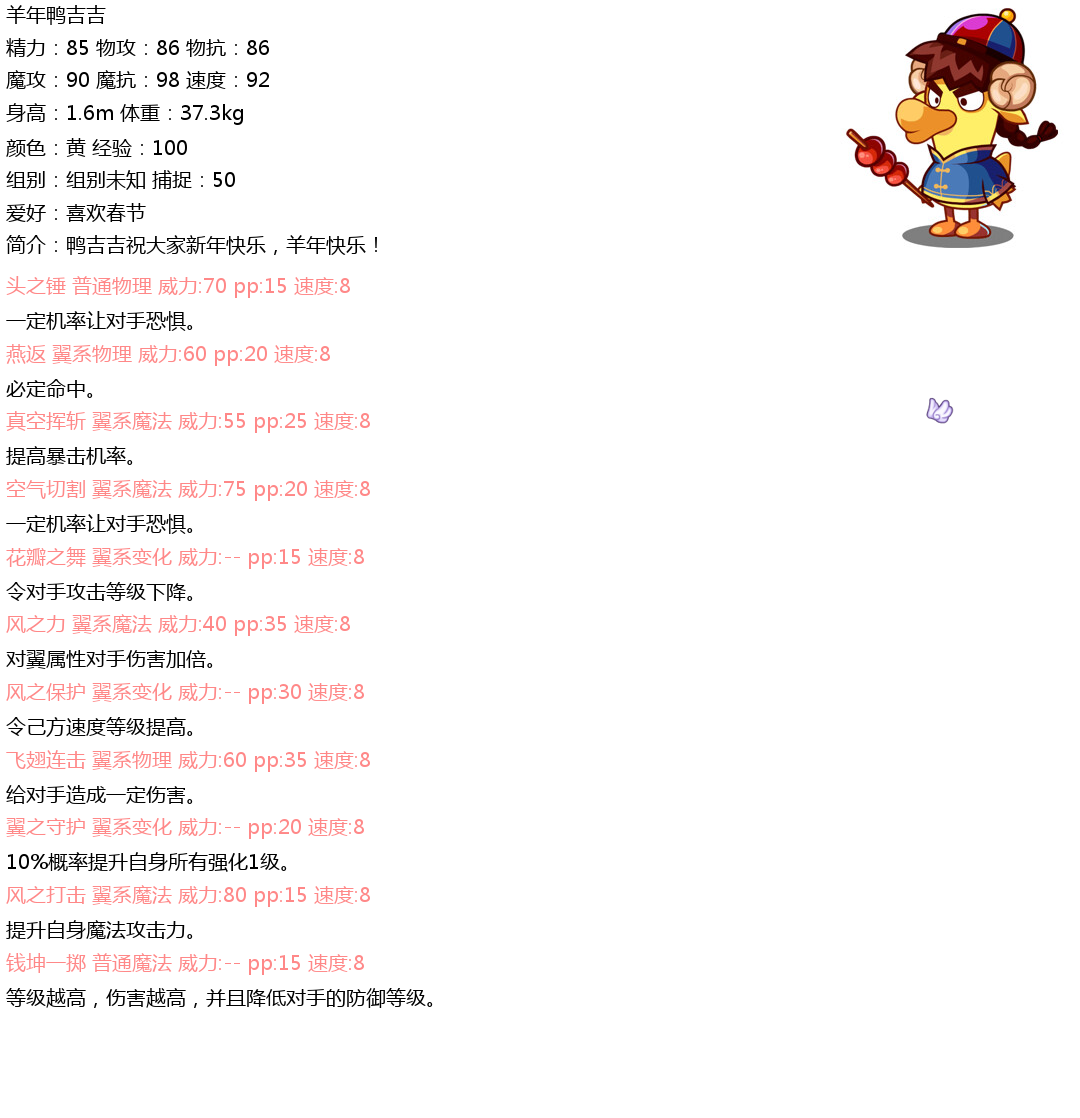 羊年鸭吉吉
精力：85 物攻：86 物抗：86
魔攻：90 魔抗：98 速度：92
身高：1.6m 体重：37.3kg
颜色：黄 经验：100
组别：组别未知 捕捉：50
爱好：喜欢春节
简介：鸭吉吉祝大家新年快乐，羊年快乐！
头之锤 普通物理 威力:70 pp:15 速度:8
一定机率让对手恐惧。
燕返 翼系物理 威力:60 pp:20 速度:8
必定命中。
真空挥斩 翼系魔法 威力:55 pp:25 速度:8
提高暴击机率。
空气切割 翼系魔法 威力:75 pp:20 速度:8
一定机率让对手恐惧。
花瓣之舞 翼系变化 威力:-- pp:15 速度:8
令对手攻击等级下降。
风之力 翼系魔法 威力:40 pp:35 速度:8
对翼属性对手伤害加倍。
风之保护 翼系变化 威力:-- pp:30 速度:8
令己方速度等级提高。
飞翅连击 翼系物理 威力:60 pp:35 速度:8
给对手造成一定伤害。
翼之守护 翼系变化 威力:-- pp:20 速度:8
10%概率提升自身所有强化1级。
风之打击 翼系魔法 威力:80 pp:15 速度:8
提升自身魔法攻击力。
钱坤一掷 普通魔法 威力:-- pp:15 速度:8
等级越高，伤害越高，并且降低对手的防御等级。